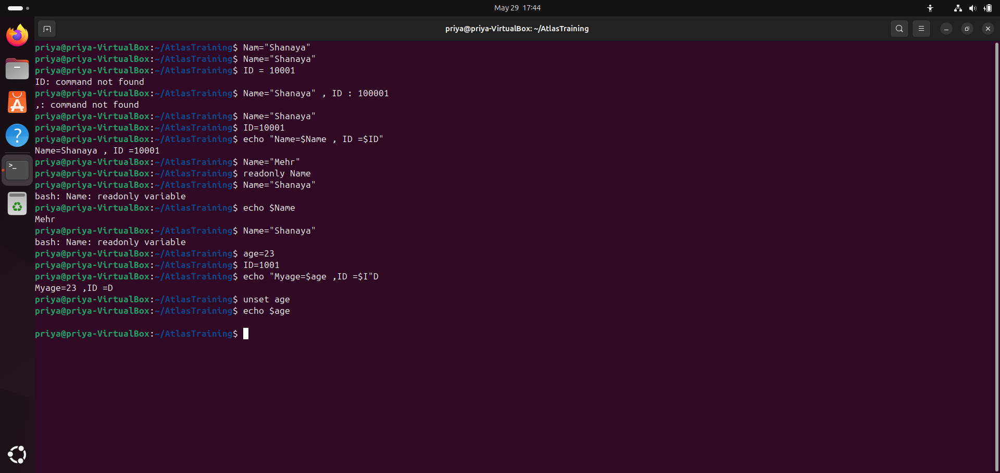 May 29 17:44
priya@priya-VirtualBox: ~/AtlasTraining
priya@priya-VirtualBox:~/AtlasTraining$ Nam="Shanaya"
priya@priya-VirtualBox:~/AtlasTraining$ Name="Shanaya"
priya@priya-VirtualBox:~/AtlasTraining$ ID = 10001
ID: command not found
priya@priya-VirtualBox:~/AtlasTraining$ Name="Shanaya" , ID : 100001
,: command not found
priya@priya-VirtualBox:~/AtlasTraining$ Name="Shanaya"
priya@priya-VirtualBox:~/AtlasTraining$ ID=10001
priya@priya-VirtualBox:~/AtlasTraining$ echo "Name=$Name , ID =$ID"
Name=Shanaya , ID =10001
priya@priya-VirtualBox:~/AtlasTraining$ Name="Mehr"
priya@priya-VirtualBox:~/AtlasTraining$ readonly Name
priya@priya-VirtualBox:~/AtlasTraining$ Name="Shanaya"
bash: Name: readonly variable
priya@priya-VirtualBox:~/AtlasTraining$ echo $Name
Mehr
priya@priya-VirtualBox:~/AtlasTraining$ Name="Shanaya"
bash: Name: readonly variable
priya@priya-VirtualBox:~/AtlasTraining$ age=23
priya@priya-VirtualBox:~/AtlasTraining$ ID=1001
priya@priya-VirtualBox:~/AtlasTraining$ echo "Myage=$age ,ID =$I"D
Myage=23 ,ID =D
priya@priya-VirtualBox:~/AtlasTraining$ unset age
priya@priya-VirtualBox:~/AtlasTraining$ echo $age
priya@priya-VirtualBox:~/AtlasTraining$